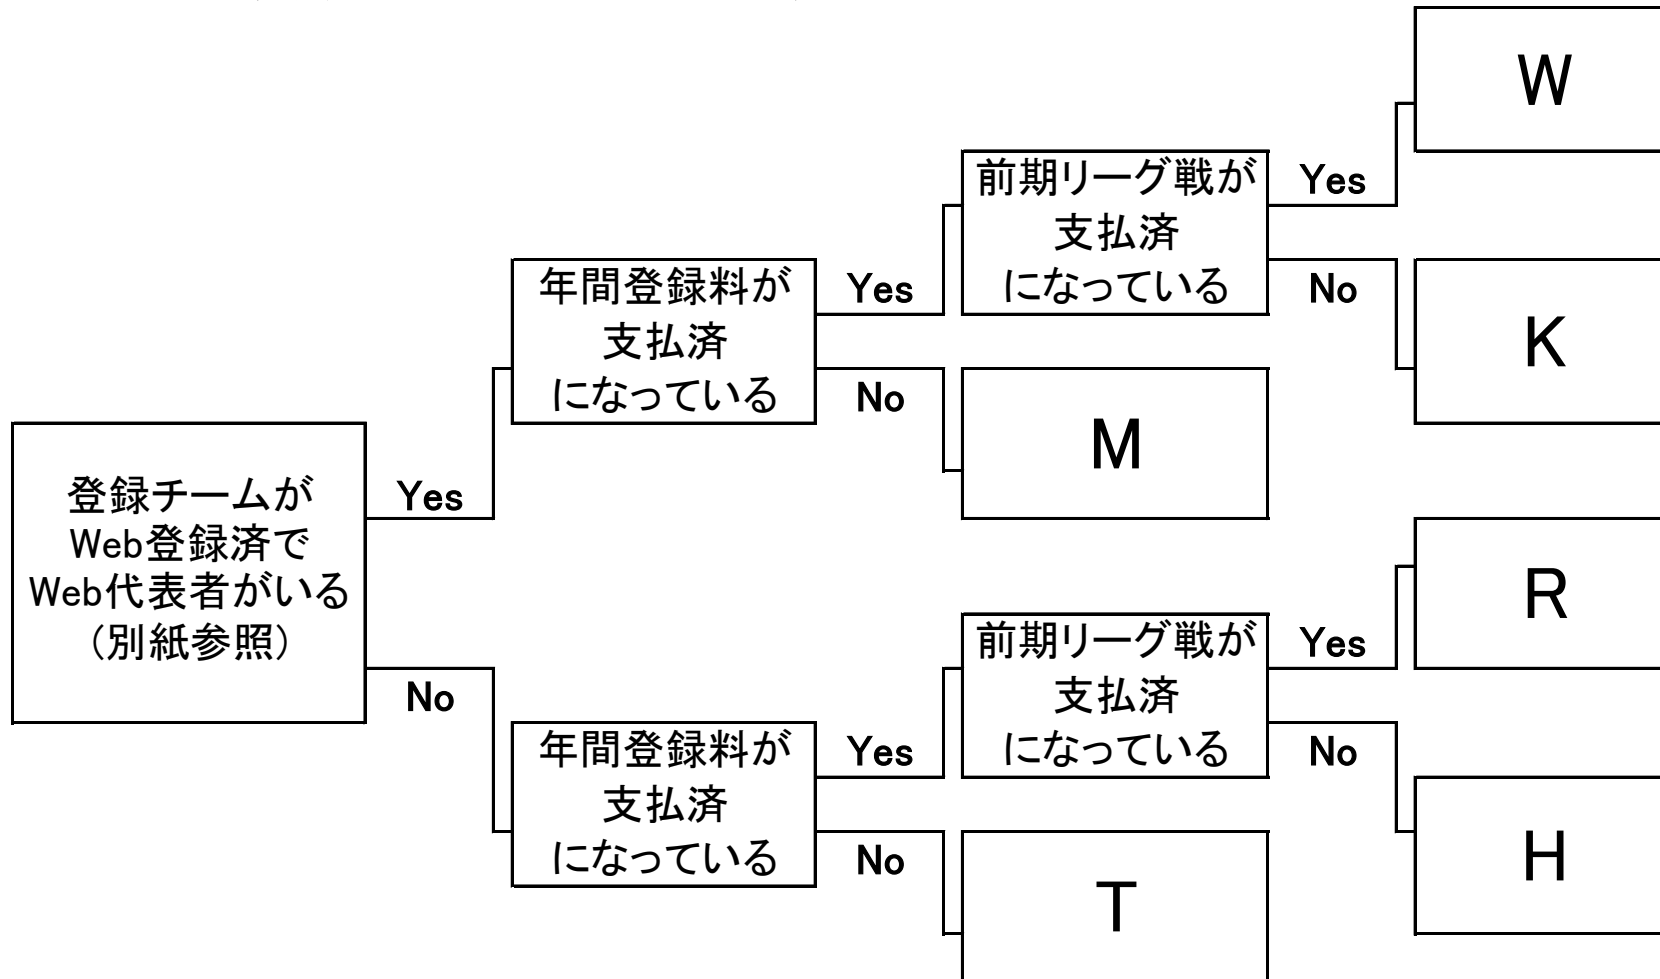 W
前期リーグ戦が
支払済
になっている
Yes
No
年間登録料が
支払済
になっている
Yes
No
K
M
登録チームが
Web登録済で
Web代表者がいる
(別紙参照)
Yes
No
R
前期リーグ戦が
支払済
になっている
Yes
No
年間登録料が
支払済
になっている
Yes
No
H
T